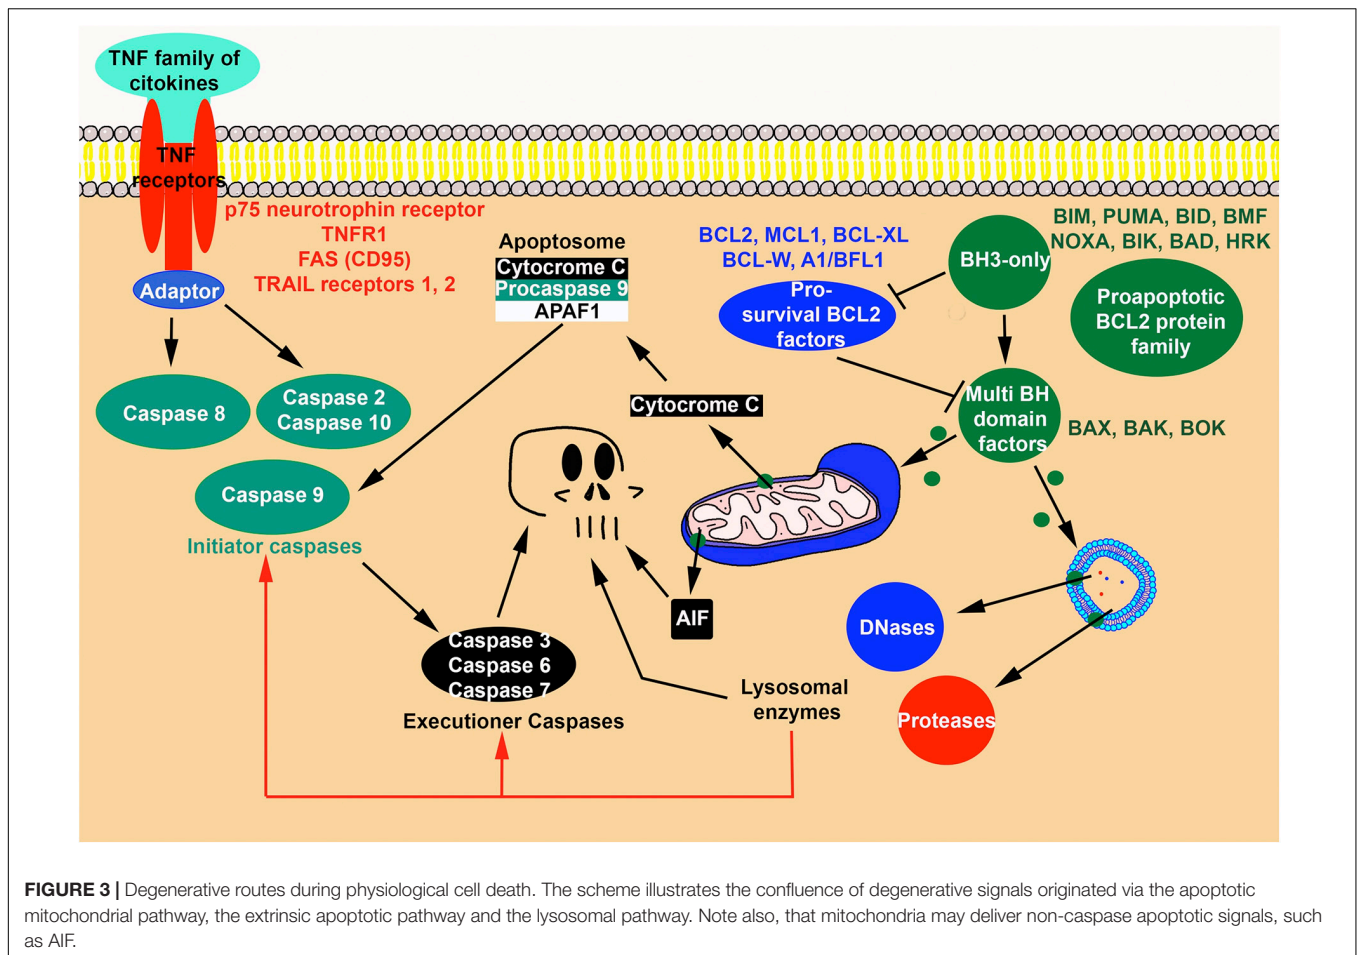 TNF family of
citokines
TNF
receptors
p75 neurotrophin receptor
TNFR1
FAS (CD95)
TRAIL receptors 1, 2
Adaptor
Caspase 8
Caspase 2
Caspase 10
Caspase 9
Initiator caspases
Apoptosome
Cytocrome C
Procaspase 9
APAF1
Cytocrome C
BCL2, MCL1, BCL-XL
BCL-W, A1/BFL1
Pro-
survival BCL2
factors
BH3-only
BIM, PUMA, BID, BMF
NOXA, BIK, BAD, HRK
Proapoptotic
BCL2 protein
family
Multi BH
domain
factors
BAX, BAK, BOK
AIF
DNases
Proteases
Caspase 3
Caspase 6
Caspase 7
Executioner Caspases
Lysosomal
enzymes
FIGURE 3 | Degenerative routes during physiological cell death. The scheme illustrates the confluence of degenerative signals originated via the apoptotic
mitochondrial pathway, the extrinsic apoptotic pathway and the lysosomal pathway. Note also, that mitochondria may deliver non-caspase apoptotic signals, such
as AIF.